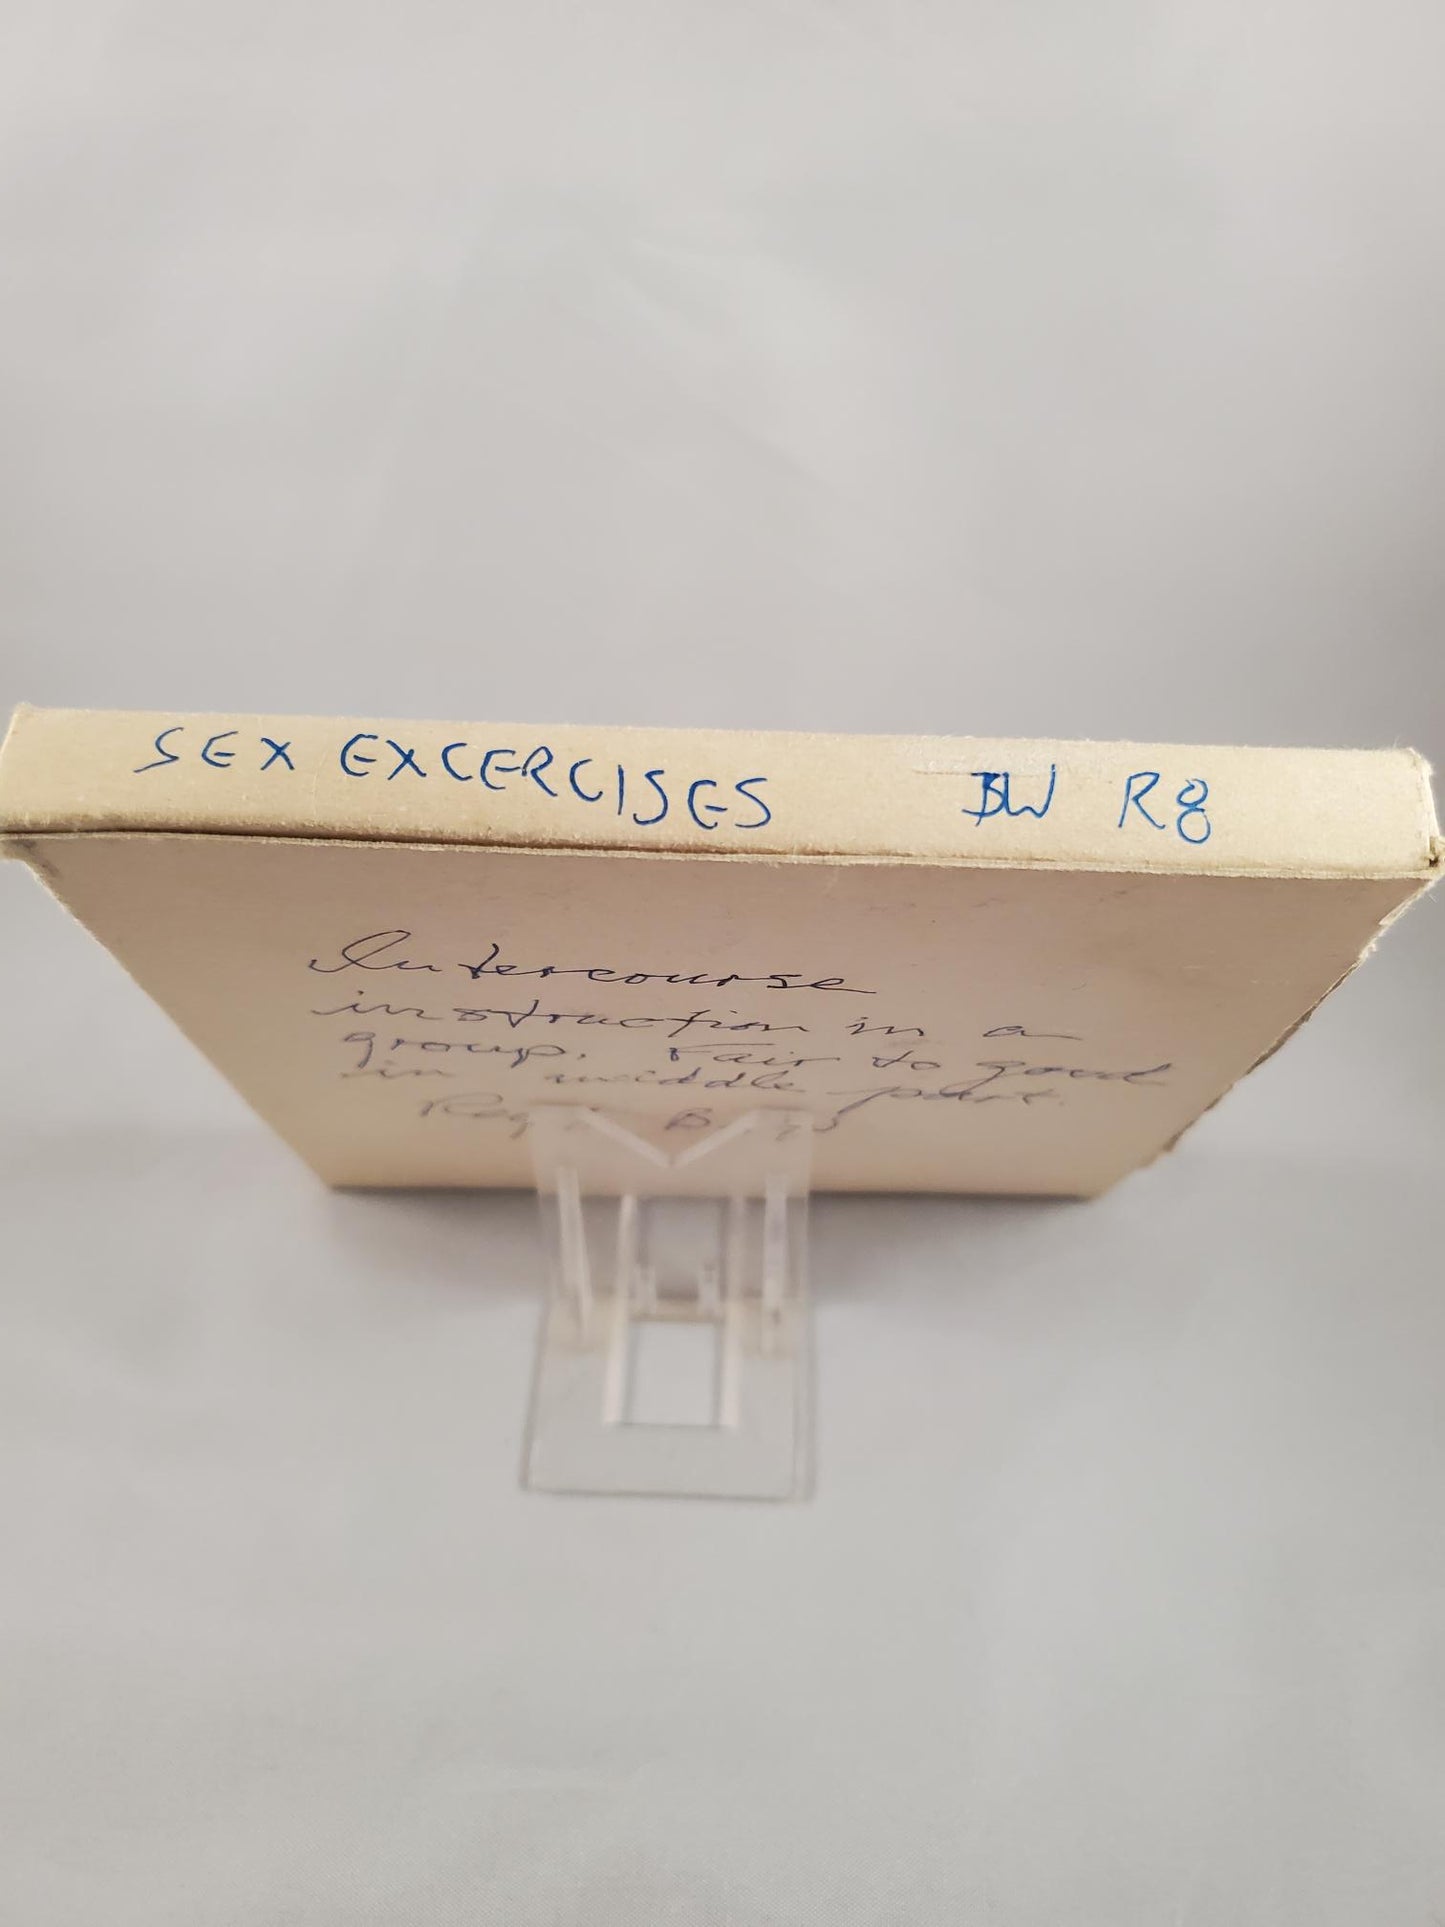 SEX EXCERCISES BW R8
Intercourse
instruction in a
group. Fair to good
in middle part.